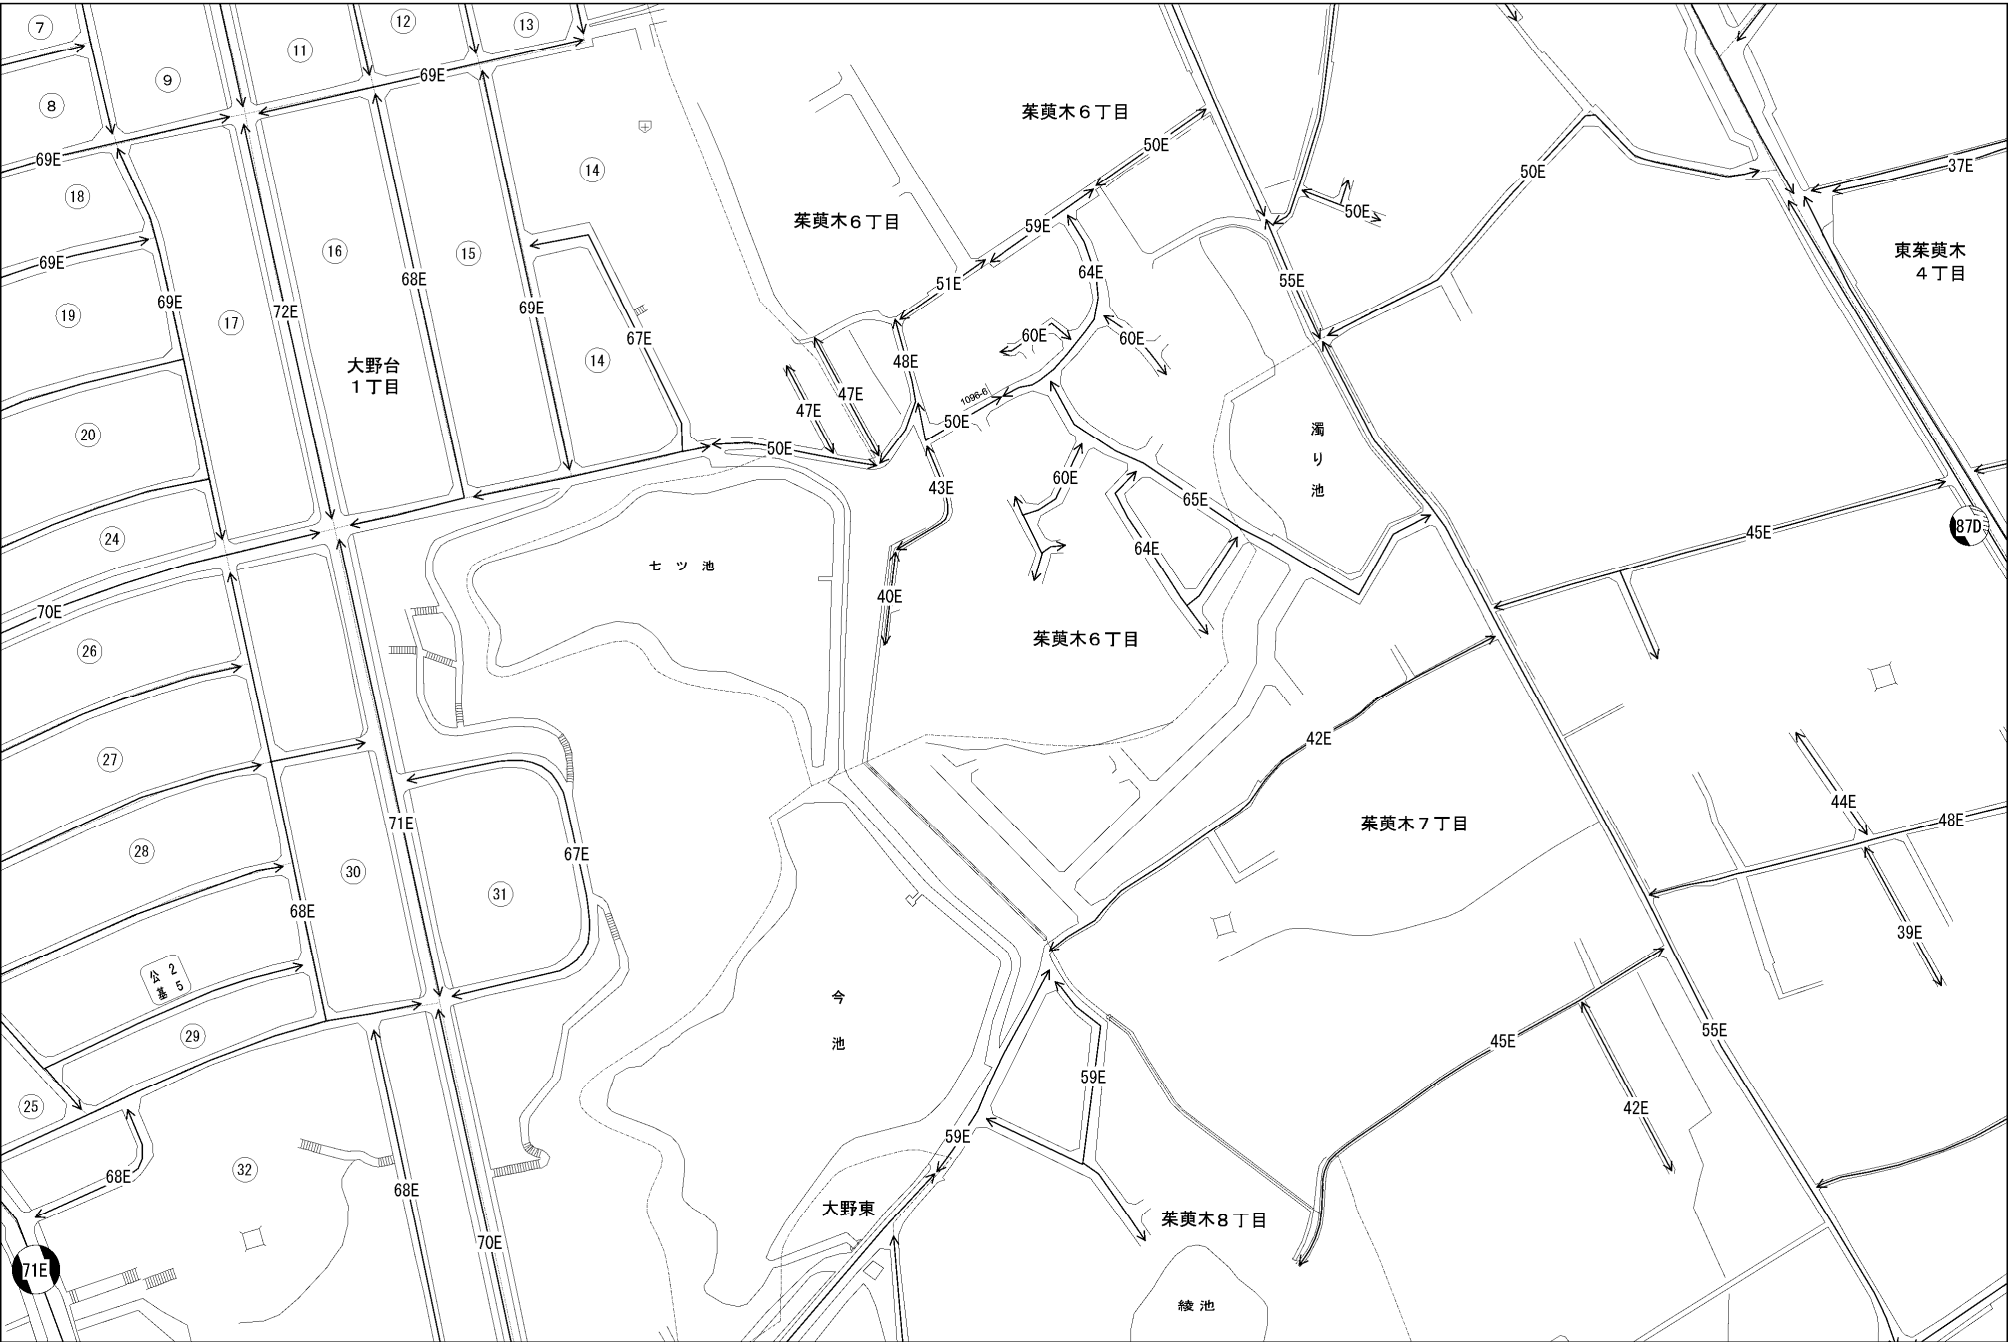 7
12
13
11
9
69E
8
茱萸木6丁目
50E
69E
37E
14
50E
18
50E
茱萸木6丁目
59E
東茱萸木
4丁目
16
15
69E
64E
51E
55E
68E
69E
72E
69E
19
17
67E
60E
60E
大野台
1丁目
14
48E
47E
47E
1096-6
50E
20
50E
濁り池
60E
43E
65E
24
45E
87D
64E
七ツ池
40E
70E
26
茱萸木6丁目
42E
27
44E
48E
71E
茱萸木7丁目
28
67E
30
31
68E
39E
公 2
基 5
今池
29
55E
45E
59E
25
42E
59E
32
68E
68E
大野東
茱萸木8丁目
70E
71E
綾池
50E